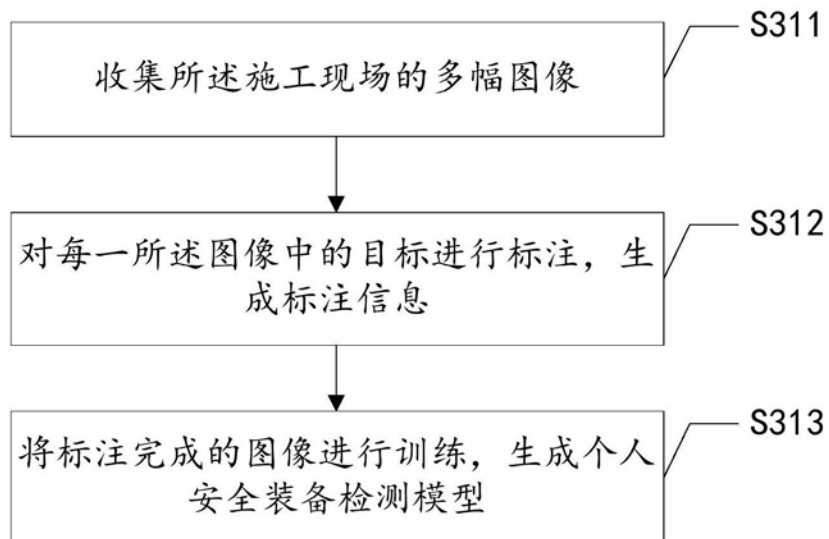 S311
收集所述施工现场的多幅图像
S312
对每一所述图像中的目标进行标注，生
成标注信息
S313
将标注完成的图像进行训练，生成个人
安全装备检测模型